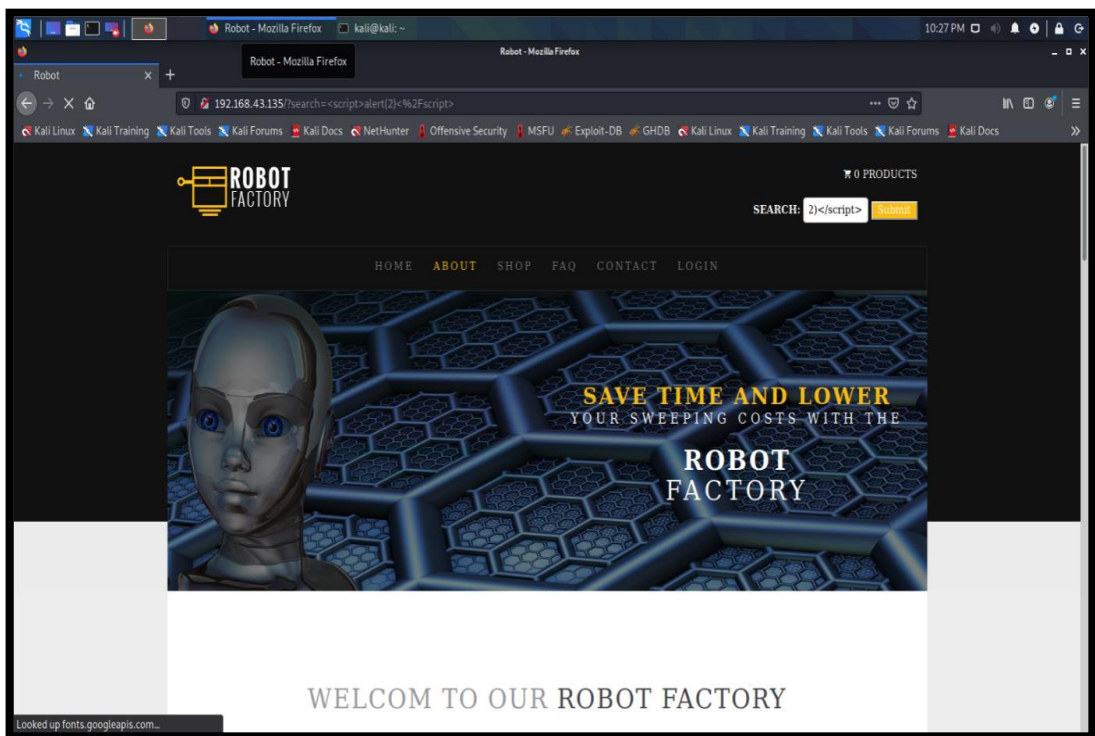 Robot - Mozilla Firefox
kali@kali: ~
10:27 PM
Robot - Mozilla Firefox
Robot - Mozilla Firefox
Robot
192.168.43.135/?search=<script>alert(2)<%2Fscript>
Kali Linux Kali Training Kali Tools Kali Forums Kali Docs NetHunter Offensive Security MSFU Exploit-DB GHDB Kali Linux Kali Training Kali Tools Kali Forums Kali Docs
ROBOT
FACTORY
0 PRODUCTS
SEARCH: 2)</script> Submit
HOME ABOUT SHOP FAQ CONTACT LOGIN
SAVE TIME AND LOWER
YOUR SWEEPING COSTS WITH THE
ROBOT
FACTORY
WELCOM TO OUR ROBOT FACTORY
Looked up fonts.googleapis.com...